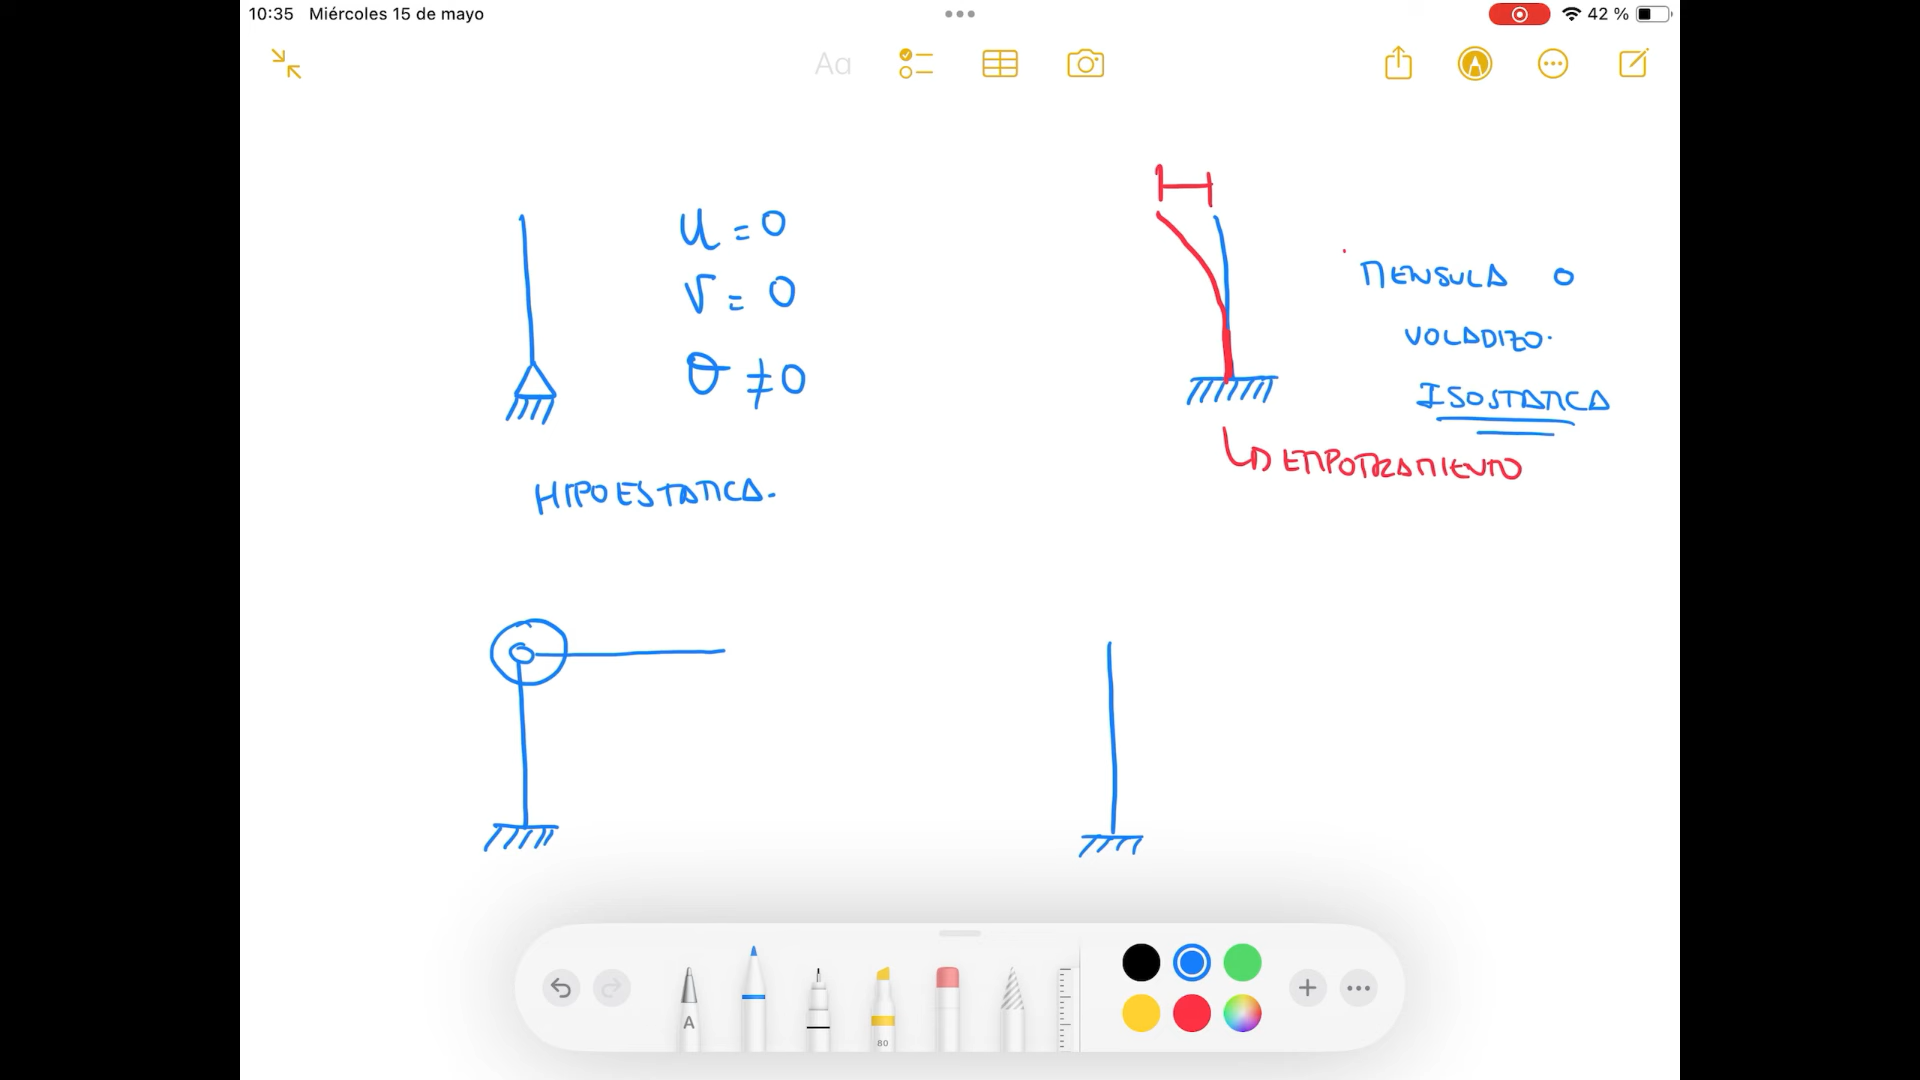 10:35 Miércoles 15 de mayo
42 %
Aa
U = 0
V = 0
θ ≠ 0
HIPOESTATICA.
MENSULA O
VOLADIZO.
ISOSTATICA
EMPOTRAMIENTO
A
80